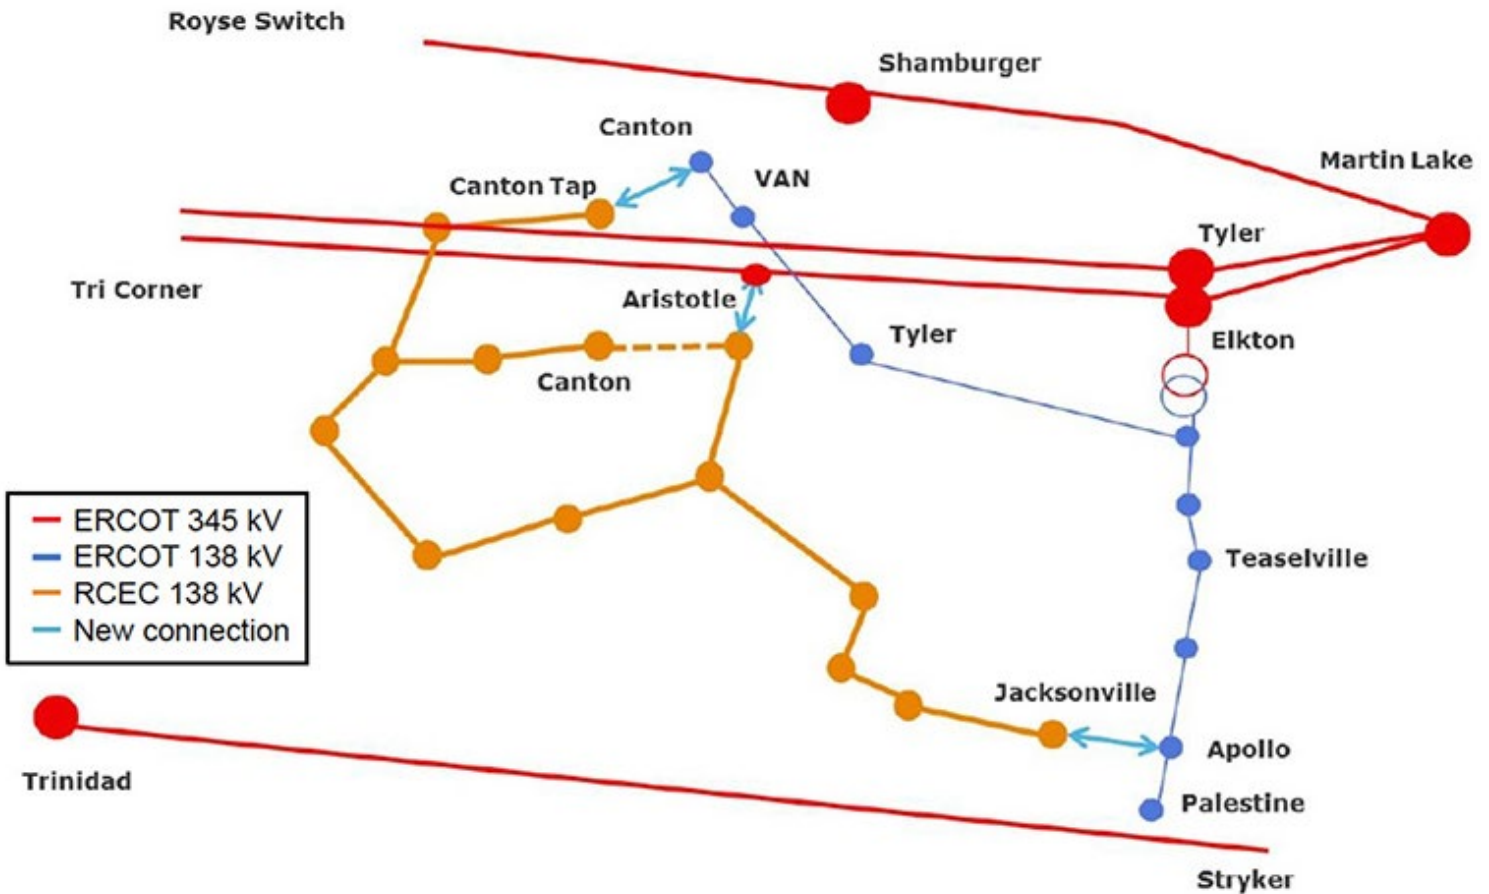 Royse Switch
Shamburger
Canton
Martin Lake
VAN
Canton Tap
Tyler
Tri Corner
Aristotle
Tyler
Elkton
Canton
ERCOT 345 kV
ERCOT 138 kV
RCEC 138 kV
New connection
Teaselville
Jacksonville
Apollo
Trinidad
Palestine
Stryker